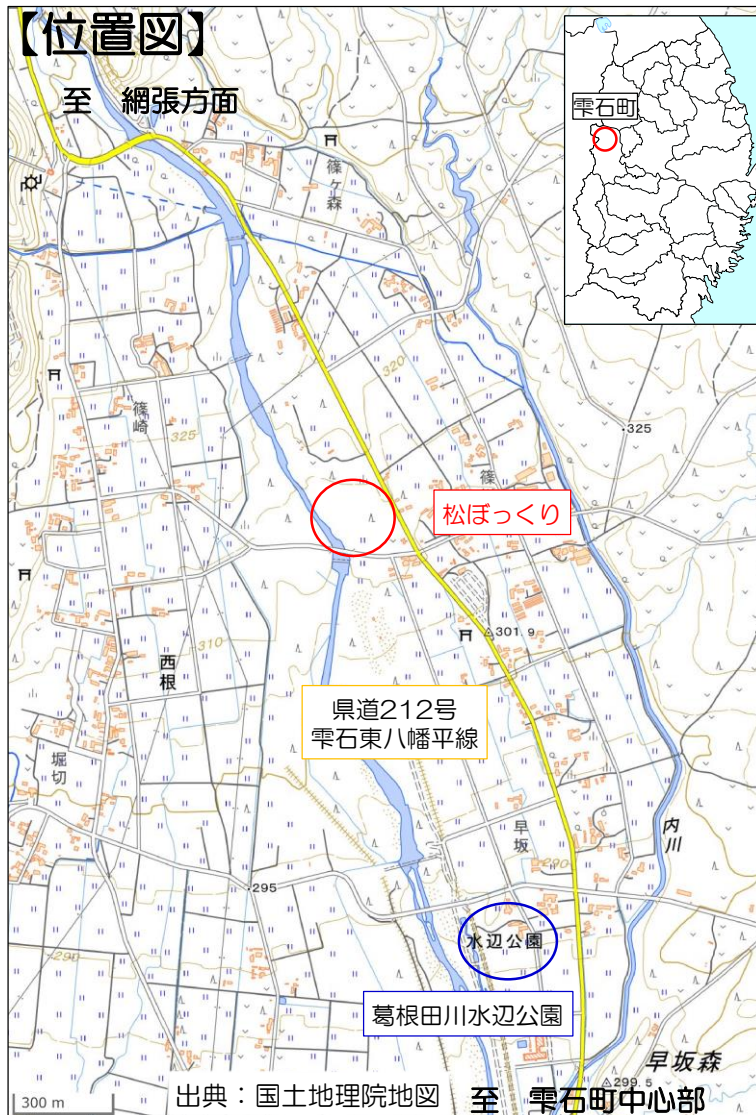 【位置図】
至 網張方面
雫石町
篠ヶ森
320
篠崎
325
325
篠
松ぼっくり
301.9
310
西根
県道212号
雫石東八幡平線
堀切
早坂
290
内川
295
水辺公園
290
葛根田川水辺公園
早坂森
299.5
300 m
出典：国土地理院地図
至 雫石町中心部